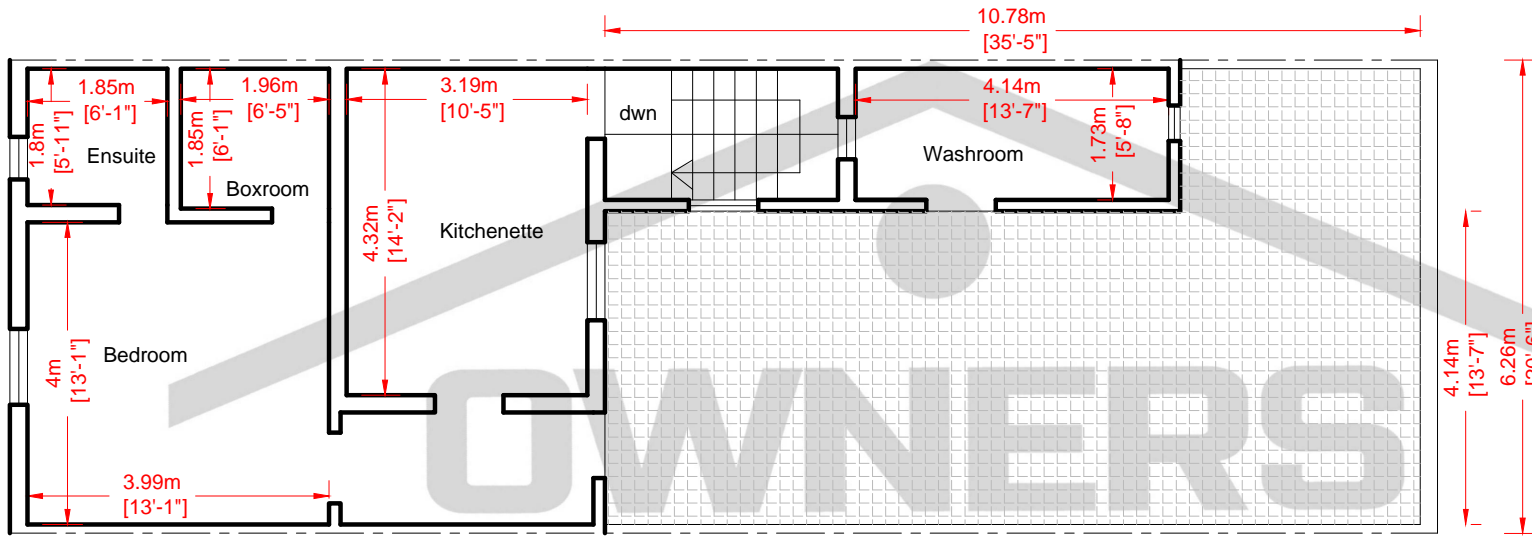 10.78m
[35'-5"]
1.85m
[6'-1"]
1.96m
[6'-5"]
3.19m
[10'-5"]
4.14m
[13'-7"]
dwn
1.8m
[5'-11"]
1.85m
[6'-1"]
1.73m
[5'-8"]
Ensuite
Washroom
Boxroom
Kitchenette
4.32m
[14'-2"]
Bedroom
4m
[13'-1"]
4.14m
[13'-7"]
6.26m
OWNERS
3.99m
[13'-1"]